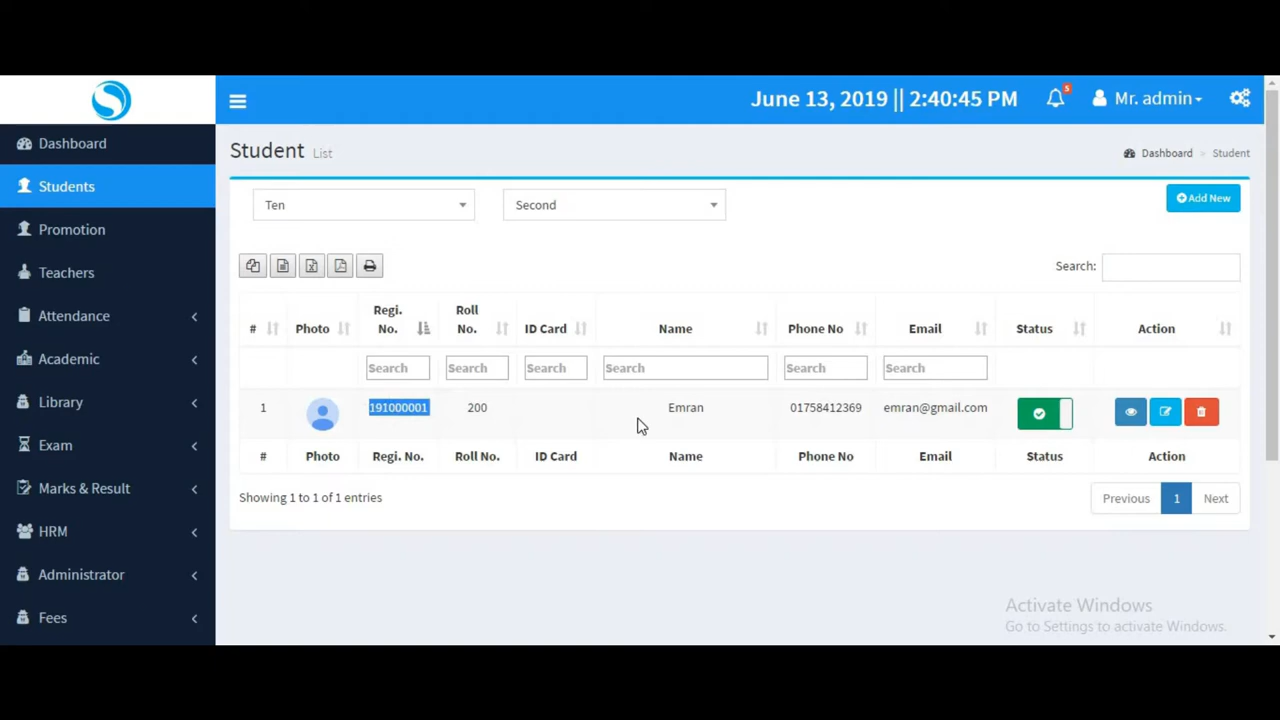 June 13, 2019 || 2:40:45 PM
5
Mr. admin
Dashboard
Students
Promotion
Teachers
Attendance
Academic
Library
Exam
Marks & Result
HRM
Administrator
Fees
Student List
Dashboard > Student
Ten
Second
Add New
Search:
# Photo Regi. No. Roll No. ID Card Name Phone No Email Status Action
Search Search Search Search Search Search
1 191000001 200 Emran 01758412369 emran@gmail.com
# Photo Regi. No. Roll No. ID Card Name Phone No Email Status Action
Showing 1 to 1 of 1 entries
Previous 1 Next
Activate Windows
Go to Settings to activate Windows.